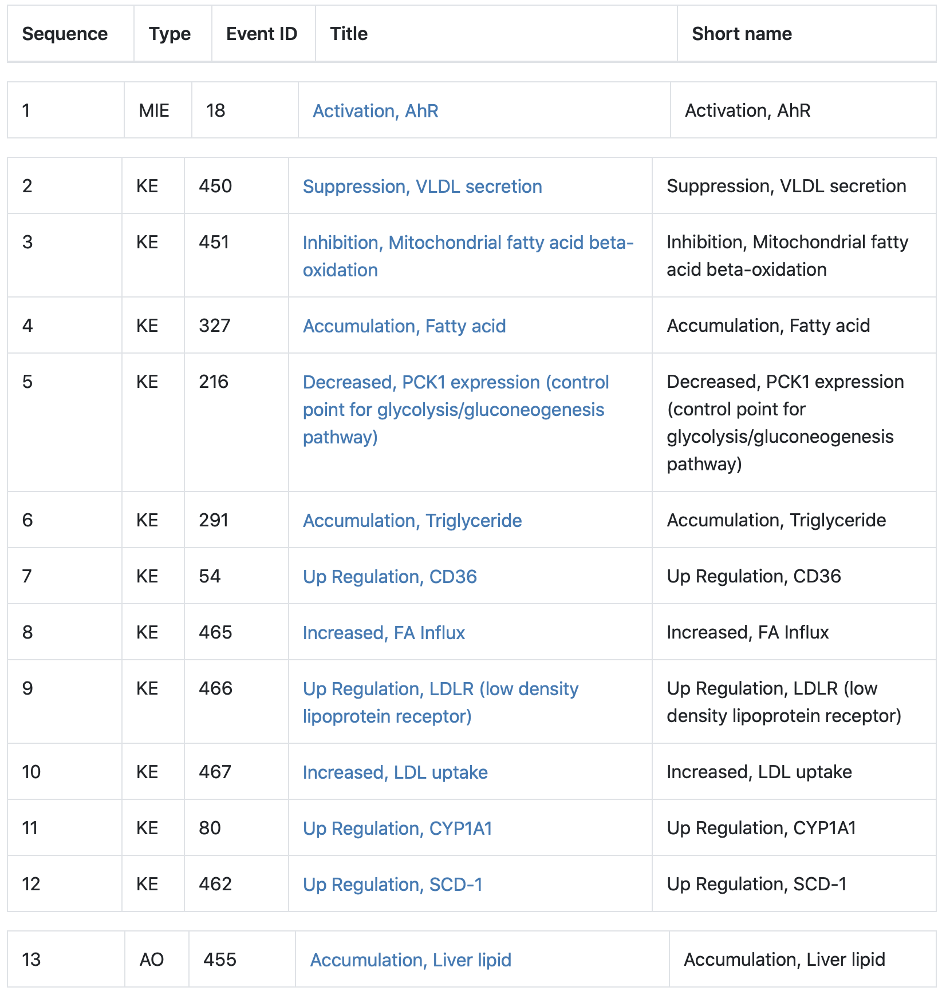 Sequence Type Event ID Title Short name
1 MIE 18 Activation, AhR Activation, AhR
2 KE 450 Suppression, VLDL secretion Suppression, VLDL secretion
3 KE 451 Inhibition, Mitochondrial fatty acid beta- Inhibition, Mitochondrial fatty
oxidation acid beta-oxidation
4 KE 327 Accumulation, Fatty acid Accumulation, Fatty acid
5 KE 216 Decreased, PCK1 expression (control Decreased, PCK1 expression
point for glycolysis/gluconeogenesis (control point for
pathway) glycolysis/gluconeogenesis
pathway)
6 KE 291 Accumulation, Triglyceride Accumulation, Triglyceride
7 KE 54 Up Regulation, CD36 Up Regulation, CD36
8 KE 465 Increased, FA Influx Increased, FA Influx
9 KE 466 Up Regulation, LDLR (low density Up Regulation, LDLR (low
lipoprotein receptor) density lipoprotein receptor)
10 KE 467 Increased, LDL uptake Increased, LDL uptake
11 KE 80 Up Regulation, CYP1A1 Up Regulation, CYP1A1
12 KE 462 Up Regulation, SCD-1 Up Regulation, SCD-1
13 AO 455 Accumulation, Liver lipid Accumulation, Liver lipid